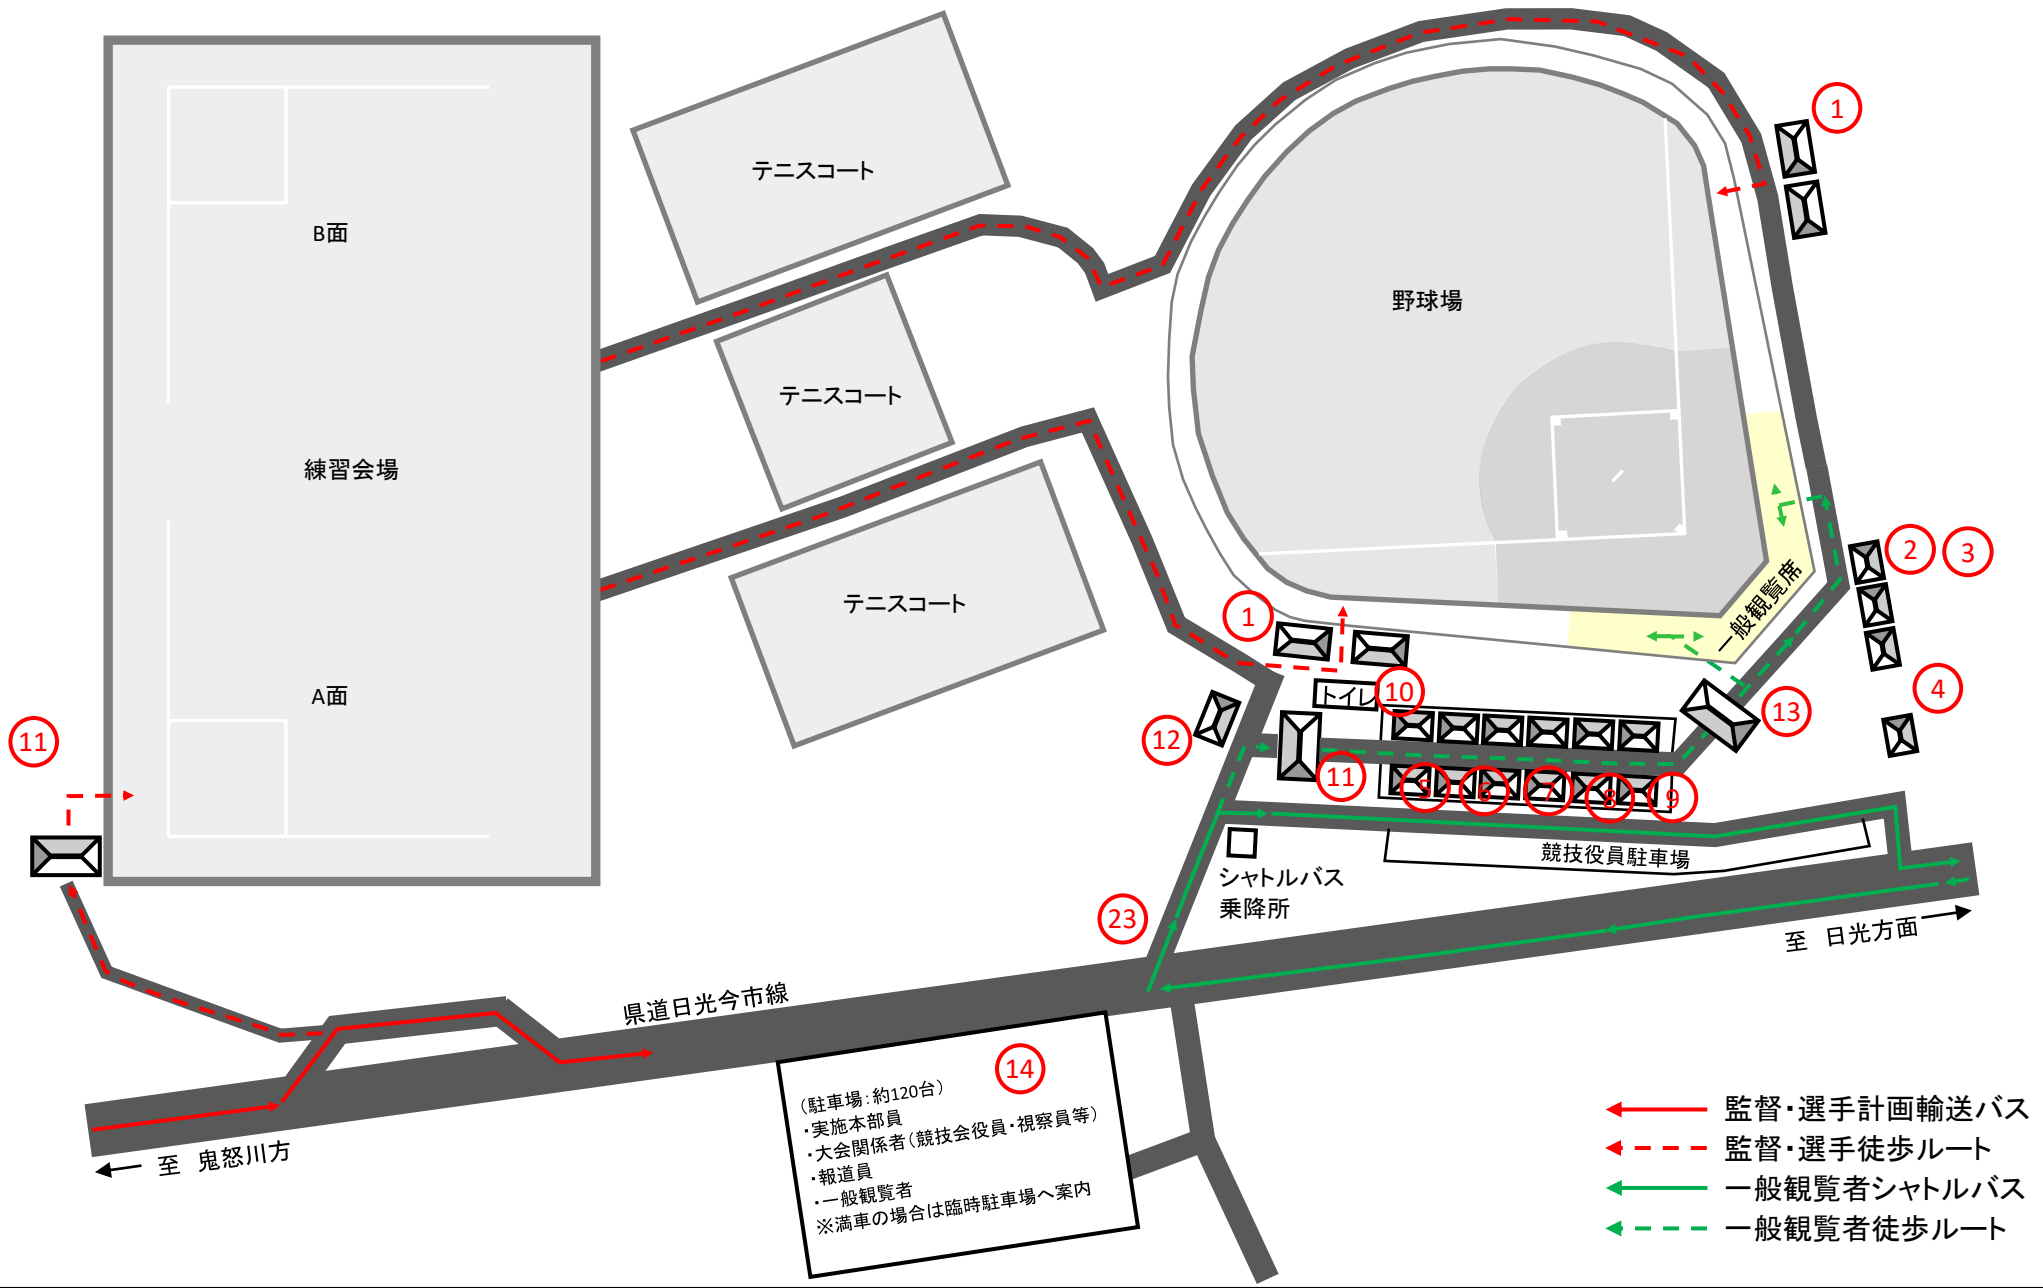 テニスコート
B面
野球場
1
テニスコート
練習会場
2
3
テニスコート
一般観覧席
1
A面
トイレ
10
4
11
12
13
11
5
6
7
8
9
競技役員駐車場
シャトルバス
乗降所
23
至 日光方面
県道日光今市線
14
(駐車場:約120台)
・実施本部員
・大会関係者(競技会役員・視察員等)
・報道員
・一般観覧者
※満車の場合は臨時駐車場へ案内
至 鬼怒川方
監督・選手計画輸送バス
監督・選手徒歩ルート
一般観覧者シャトルバス
一般観覧者徒歩ルート